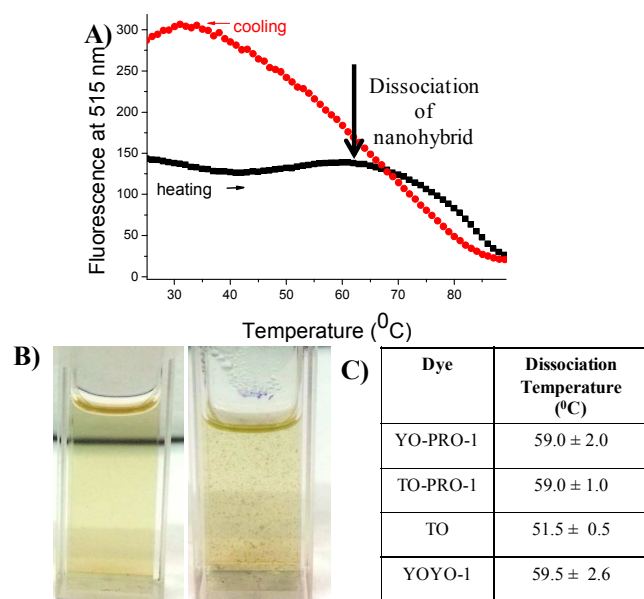 A)
300
250
200
150
100
50
0
Fluorescence at 515 nm
←cooling
heating →
Dissociation
of
nanohybrid
30 40 50 60 70 80
Temperature (⁰C)
B)
C)
Dye Dissociation
Temperature
(⁰C)
YO-PRO-1 59.0 ± 2.0
TO-PRO-1 59.0 ± 1.0
TO 51.5 ± 0.5
YOYO-1 59.5 ± 2.6